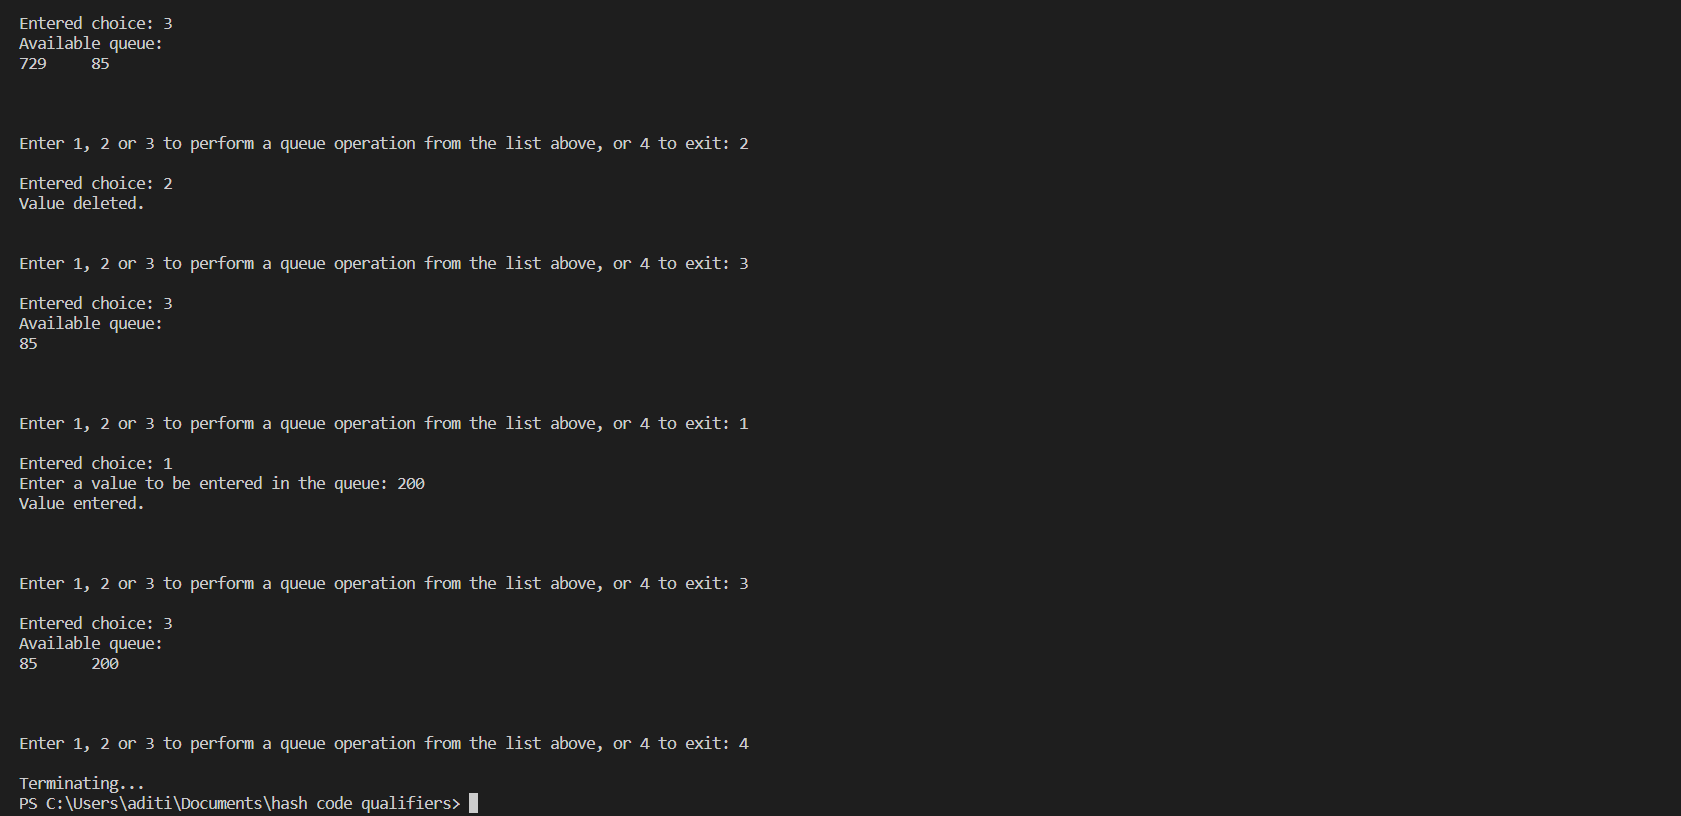 Entered choice: 3
Available queue:
729     85
Enter 1, 2 or 3 to perform a queue operation from the list above, or 4 to exit: 2
Entered choice: 2
Value deleted.
Enter 1, 2 or 3 to perform a queue operation from the list above, or 4 to exit: 3
Entered choice: 3
Available queue:
85
Enter 1, 2 or 3 to perform a queue operation from the list above, or 4 to exit: 1
Entered choice: 1
Enter a value to be entered in the queue: 200
Value entered.
Enter 1, 2 or 3 to perform a queue operation from the list above, or 4 to exit: 3
Entered choice: 3
Available queue:
85      200
Enter 1, 2 or 3 to perform a queue operation from the list above, or 4 to exit: 4
Terminating...
PS C:\Users\aditi\Documents\hash code qualifiers>